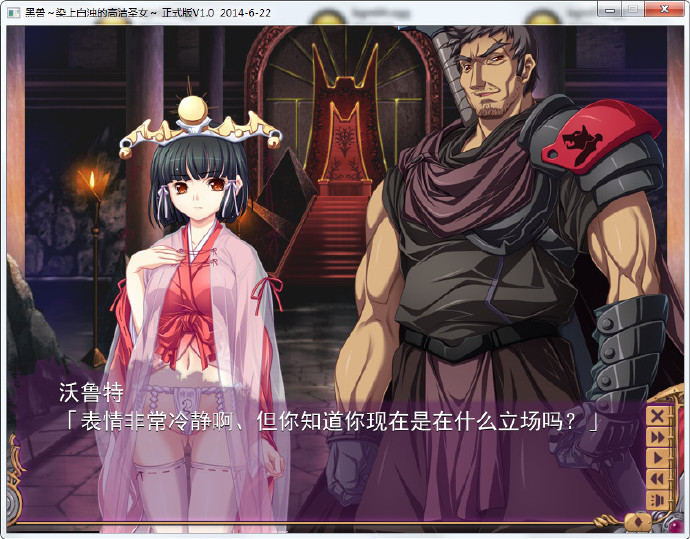 黑兽～染上白浊的高洁圣女～ 正式版V1.0 2014-6-22
沃鲁特
「表情非常冷静啊、但你知道你现在是在什么立场吗？」